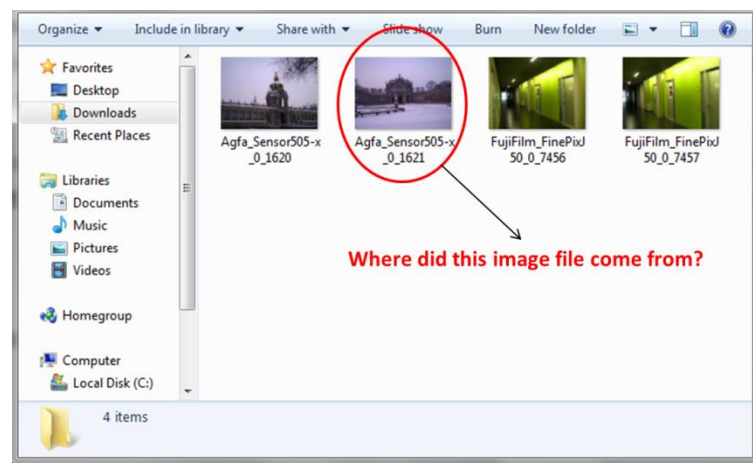 Organize Include in library Share with Slide show Burn New folder
Favorites
Desktop
Downloads
Recent Places
Libraries
Documents
Music
Pictures
Videos
Homegroup
Computer
Local Disk (C:)
Agfa_Sensor505-x
_0_1620
Agfa_Sensor505-x
_0_1621
FujiFilm_FinePixJ
50_0_7456
FujiFilm_FinePixJ
50_0_7457
Where did this image file come from?
4 items